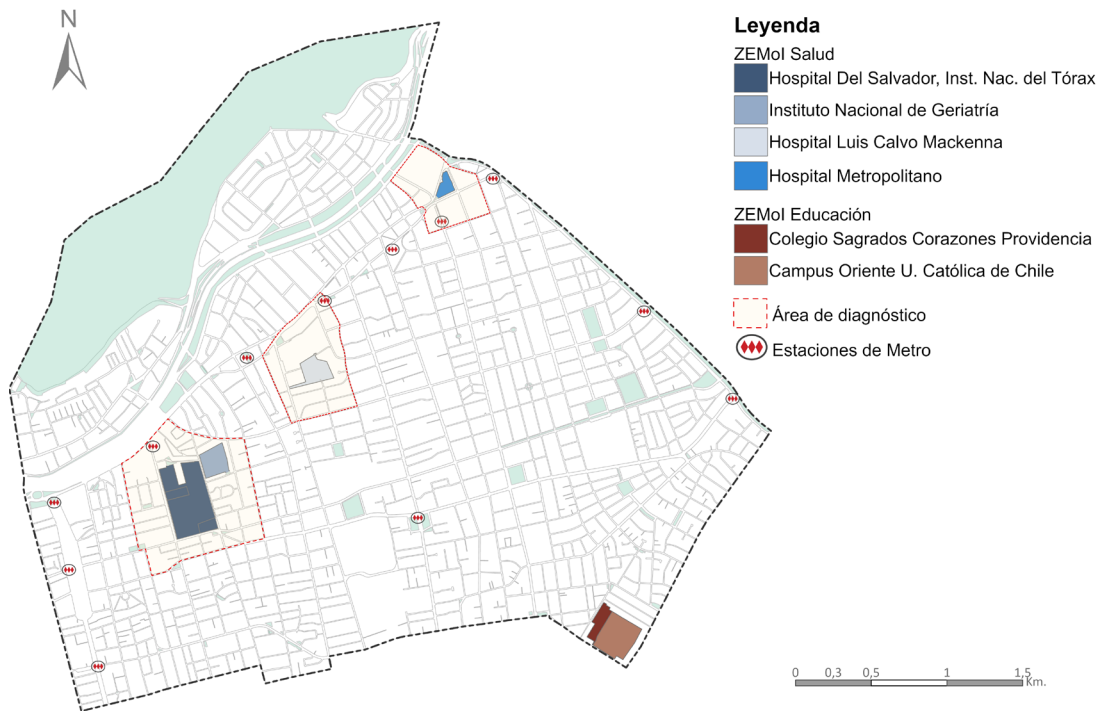 N
Leyenda
ZEMoI Salud
Hospital Del Salvador, Inst. Nac. del Tórax
Instituto Nacional de Geriatría
Hospital Luis Calvo Mackenna
Hospital Metropolitano
ZEMoI Educación
Colegio Sagrados Corazones Providencia
Campus Oriente U. Católica de Chile
Área de diagnóstico
Estaciones de Metro
0 0,3 0,5 1 1,5
Km.